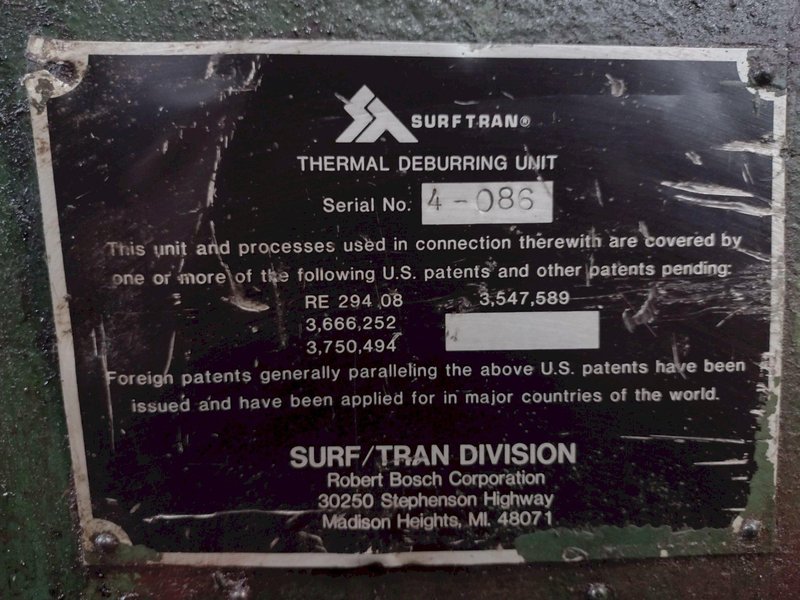 SURFTRAN®
THERMAL DEBURRING UNIT
Serial No. 4-086
This unit and processes used in connection therewith are covered by
one or more of the following U.S. patents and other patents pending:
RE 294,08 3,547,589
3,666,252
3,750,494
Foreign patents generally paralleling the above U.S. patents have been
issued and have been applied for in major countries of the world.
SURF/TRAN DIVISION
Robert Bosch Corporation
30250 Stephenson Highway
Madison Heights, MI. 48071